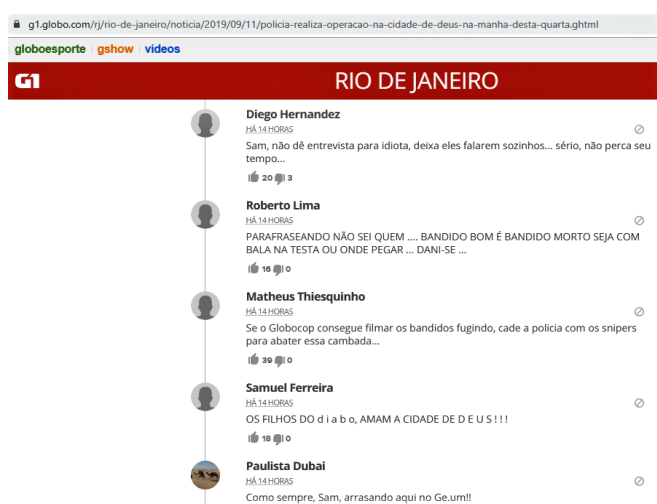 g1.globo.com/rj/rio-de-janeiro/noticia/2019/09/11/policia-realiza-operacao-na-cidade-de-deus-na-manha-desta-quarta.ghtml
globoesporte gshow vídeos
G1 RIO DE JANEIRO
Diego Hernandez
HÁ 14 HORAS
Sam, não dê entrevista para idiota, deixa eles falarem sozinhos... sério, não perca seu
tempo...
20 3
Roberto Lima
HÁ 14 HORAS
PARAFRASEANDO NÃO SEI QUEM .... BANDIDO BOM É BANDIDO MORTO SEJA COM
BALA NA TESTA OU ONDE PEGAR ... DANI-SE ...
16 0
Matheus Thiesquinho
HÁ 14 HORAS
Se o Globocop consegue filmar os bandidos fugindo, cade a policia com os snipers
para abater essa cambada...
39 0
Samuel Ferreira
HÁ 14 HORAS
OS FILHOS DO d i a b o, AMAM A CIDADE DE D E U S ! ! !
18 0
Paulista Dubai
HÁ 14 HORAS
Como sempre, Sam, arrasando aqui no Ge.um!!